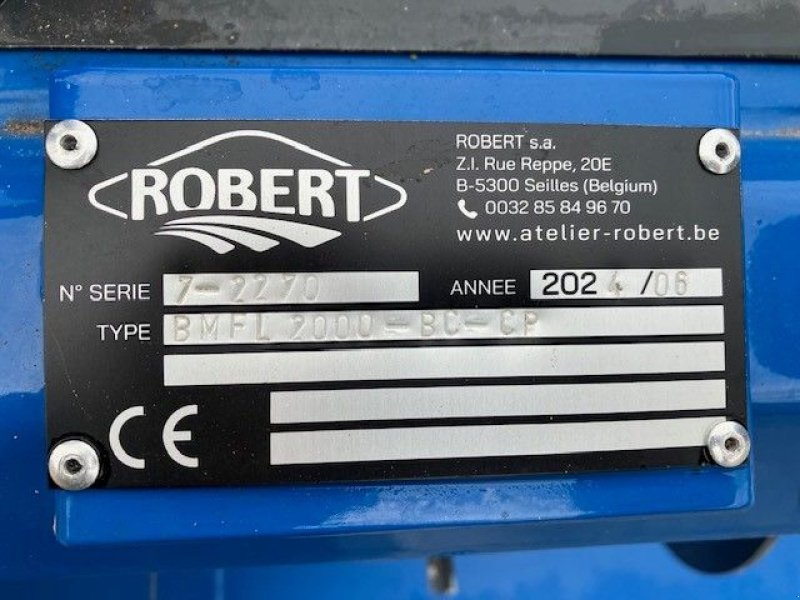 ROBERT
ROBERT s.a.
Z.I. Rue Reppe, 20E
B-5300 Seilles (Belgium)
0032 85 84 96 70
www.atelier-robert.be
N° SERIE 7-2270
ANNEE 2024/06
TYPE BMFL 2000-BC-CP
CE